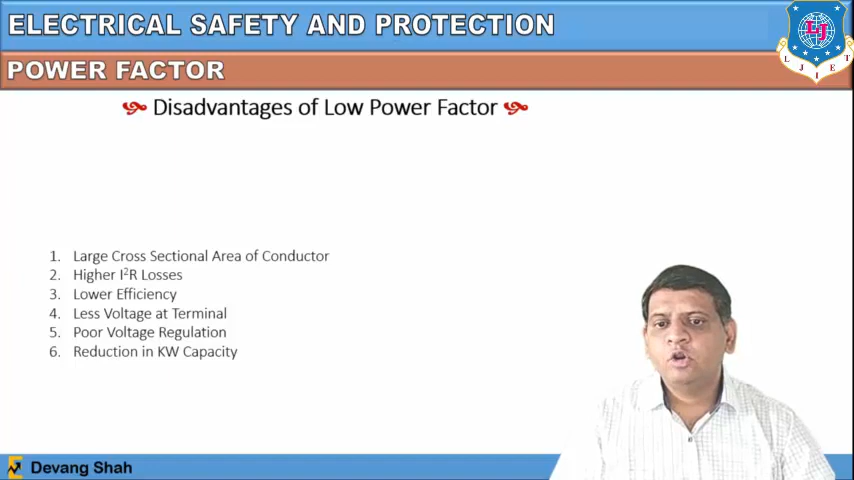 ELECTRICAL SAFETY AND PROTECTION
POWER FACTOR
LJ
L J I E T
Disadvantages of Low Power Factor
1. Large Cross Sectional Area of Conductor
2. Higher I²R Losses
3. Lower Efficiency
4. Less Voltage at Terminal
5. Poor Voltage Regulation
6. Reduction in KW Capacity
Devang Shah